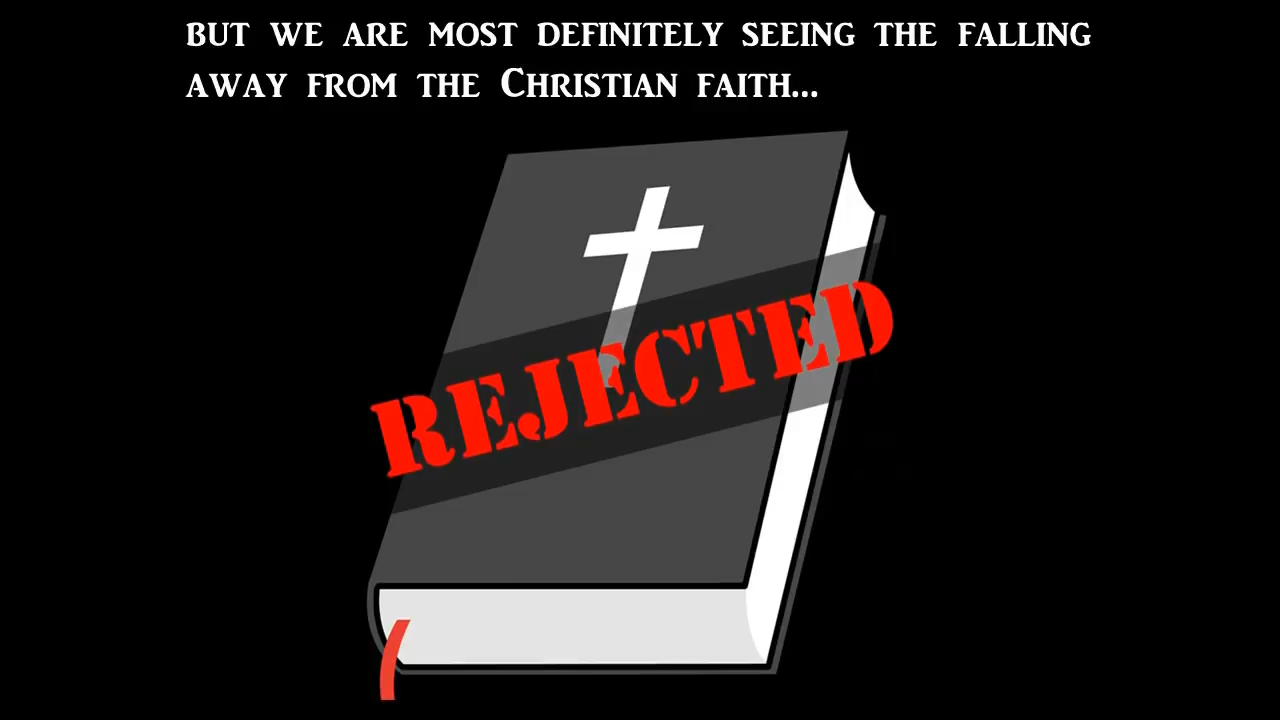 but we are most definitely seeing the falling
away from the Christian faith...
REJECTED